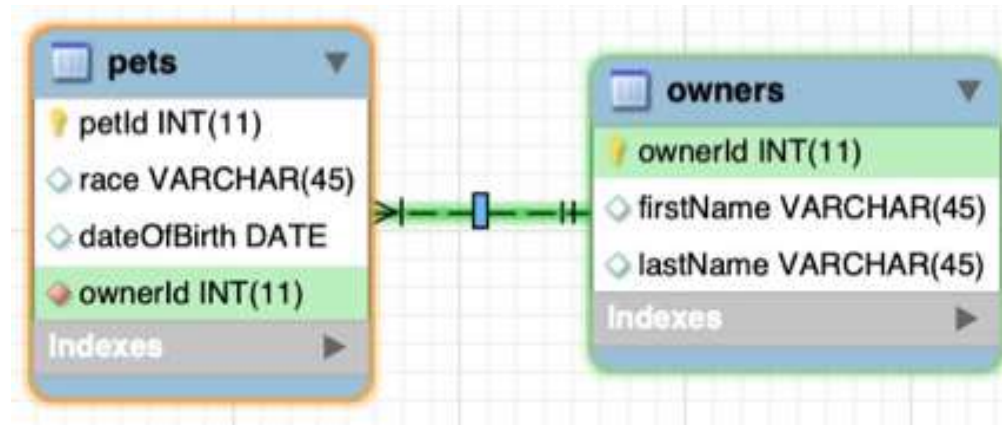 pets
petId INT(11)
race VARCHAR(45)
dateOfBirth DATE
ownerId INT(11)
Indexes
owners
ownerId INT(11)
firstName VARCHAR(45)
lastName VARCHAR(45)
Indexes